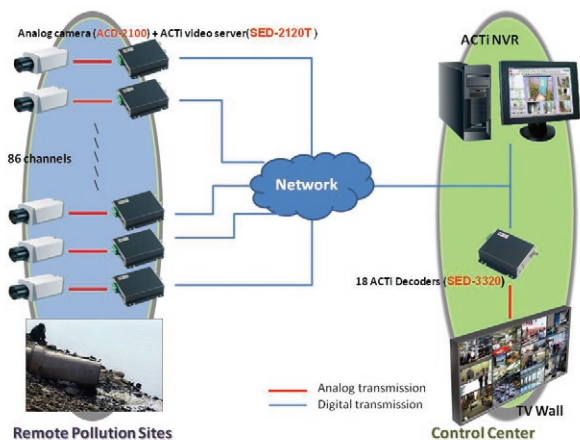 Analog camera (ACD-2100) + ACTi video server(SED-2120T )
ACTi NVR
86 channels
Network
18 ACTi Decoders (SED-3320)
Analog transmission
Digital transmission
TV Wall
Remote Pollution Sites
Control Center